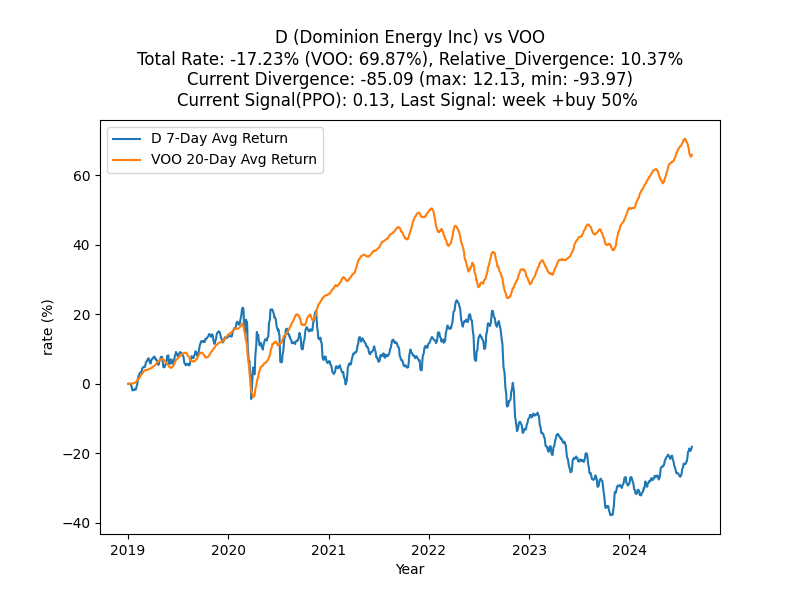 D (Dominion Energy Inc) vs VOO
Total Rate: -17.23% (VOO: 69.87%), Relative_Divergence: 10.37%
Current Divergence: -85.09 (max: 12.13, min: -93.97)
Current Signal(PPO): 0.13, Last Signal: week +buy 50%
D 7-Day Avg Return
VOO 20-Day Avg Return
rate (%)
60
40
20
0
−20
−40
2019
2020
2021
2022
2023
2024
Year